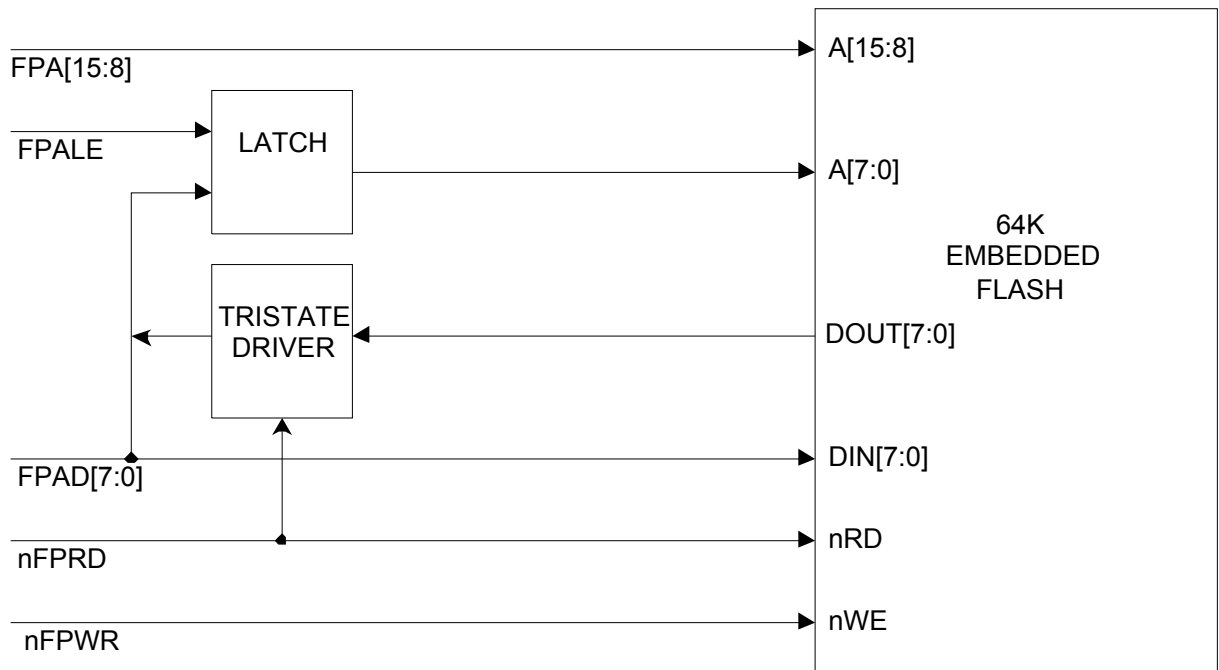 FPA[15:8]
A[15:8]
FPALE
LATCH
A[7:0]
64K
EMBEDDED
FLASH
TRISTATE
DRIVER
DOUT[7:0]
FPAD[7:0]
DIN[7:0]
nFPRD
nRD
nFPWR
nWE